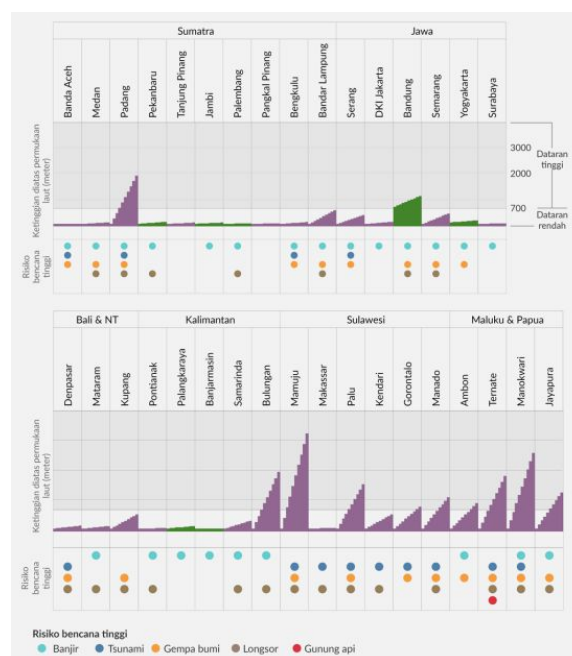 Sumatra
Jawa
Banda Aceh
Medan
Padang
Pekanbaru
Tanjung Pinang
Jambi
Palembang
Pangkal Pinang
Bengkulu
Bandar Lampung
Serang
DKI Jakarta
Bandung
Semarang
Yogyakarta
Surabaya
Ketinggian diatas permukaan
laut (meter)
3000
2000
700
Dataran
tinggi
Dataran
rendah
Risiko
bencana
tinggi
Bali & NT
Kalimantan
Sulawesi
Maluku & Papua
Denpasar
Mataram
Kupang
Pontianak
Palangkaraya
Banjarmasin
Samarinda
Bulungan
Mamuju
Makassar
Palu
Kendari
Gorontalo
Manado
Ambon
Ternate
Manokwari
Jayapura
Ketinggian diatas permukaan
laut (meter)
Risiko
bencana
tinggi
Risiko bencana tinggi
Banjir
Tsunami
Gempa bumi
Longsor
Gunung api